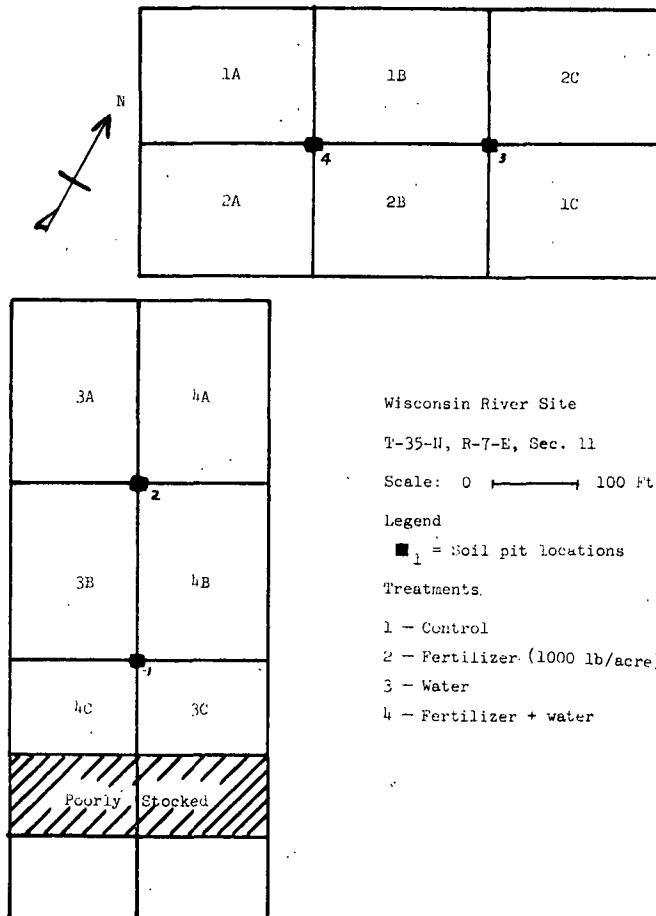 1A 1B 2C
N
4 3
2A 2B 1C
3A 4A
Wisconsin River Site
T-35-N, R-7-E, Sec. 11
Scale: 0 100 Ft
2
Legend
1 = Soil pit locations
3B 4B
Treatments
1 — Control
1
2 — Fertilizer (1000 lb/acre)
3 — Water
4C 3C
4 — Fertilizer + water
Poorly Stocked